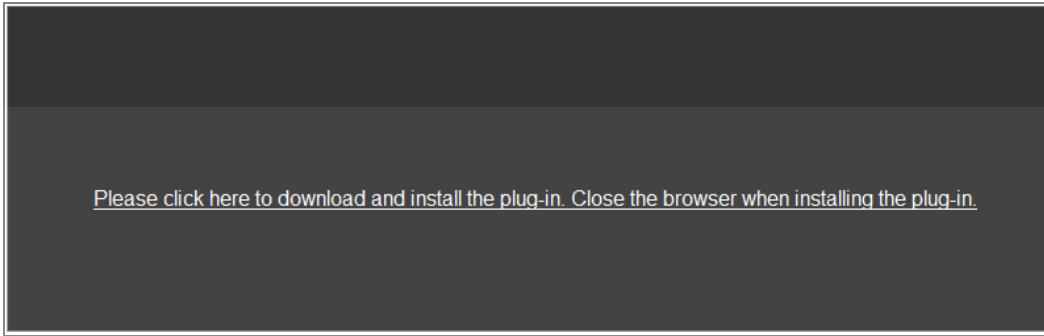 Please click here to download and install the plug-in. Close the browser when installing the plug-in.